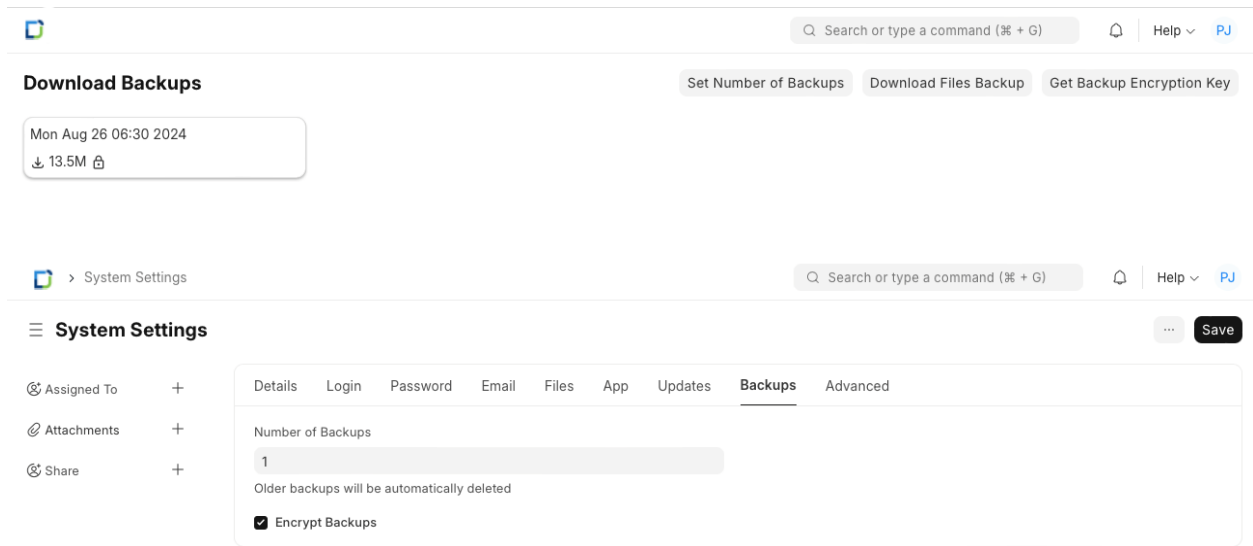 Search or type a command (⌘ + G)
Help
PJ
Download Backups
Set Number of Backups
Download Files Backup
Get Backup Encryption Key
Mon Aug 26 06:30 2024
13.5M
System Settings
Search or type a command (⌘ + G)
Help
PJ
System Settings
...
Save
Assigned To
Attachments
Share
Details
Login
Password
Email
Files
App
Updates
Backups
Advanced
Number of Backups
1
Older backups will be automatically deleted
Encrypt Backups